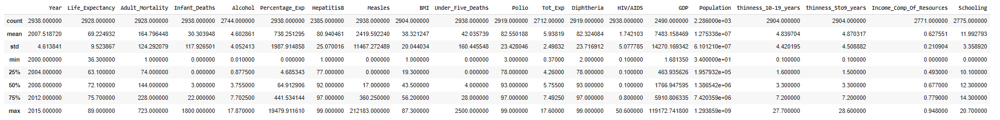 Year Life_Expectancy Adult_Mortality Infant_Deaths Alcohol Percentage_Exp HepatitisB Measles BMI Under_Five_Deaths Polio Tot_Exp Diphtheria HIV/AIDS GDP Population thinness_10-19_years thinness_5to9_years Income_Comp_Of_Resources Schooling
count 2938.000000 2928.000000 2928.000000 2938.000000 2744.000000 2938.000000 2385.000000 2938.000000 2904.000000 2938.000000 2919.000000 2712.00000 2919.000000 2938.000000 2490.000000 2.286000e+03 2904.000000 2904.000000 2771.000000 2775.000000
mean 2007.518720 69.224932 164.796448 30.303948 4.602861 738.251295 80.940461 2419.592240 38.321247 42.035739 82.550188 5.93819 82.324084 1.742103 7483.158469 1.275338e+07 4.839704 4.870317 0.627551 11.992793
std 4.613841 9.523867 124.292079 117.926501 4.052413 1987.914858 25.070016 11467.272489 20.044034 160.445548 23.428046 2.49832 23.716912 5.077785 14270.169342 6.101210e+07 4.420195 4.508882 0.210904 3.358920
min 2000.000000 36.300000 1.000000 0.000000 0.010000 0.000000 1.000000 0.000000 1.000000 0.000000 3.000000 0.37000 2.000000 0.100000 1.681350 3.400000e+01 0.100000 0.100000 0.000000 0.000000
25% 2004.000000 63.100000 74.000000 0.000000 0.877500 4.685343 77.000000 0.000000 19.300000 0.000000 78.000000 4.26000 78.000000 0.100000 463.935626 1.957932e+05 1.600000 1.500000 0.493000 10.100000
50% 2008.000000 72.100000 144.000000 3.000000 3.755000 64.912906 92.000000 17.000000 43.500000 4.000000 93.000000 5.75500 93.000000 0.100000 1766.947595 1.386542e+06 3.300000 3.300000 0.677000 12.300000
75% 2012.000000 75.700000 228.000000 22.000000 7.702500 441.534144 97.000000 360.250000 56.200000 28.000000 97.000000 7.49250 97.000000 0.800000 5910.806335 7.420359e+06 7.200000 7.200000 0.779000 14.300000
max 2015.000000 89.000000 723.000000 1800.000000 17.870000 19479.911610 99.000000 212183.000000 87.300000 2500.000000 99.000000 17.60000 99.000000 50.600000 119172.741800 1.293859e+09 27.700000 28.600000 0.948000 20.700000